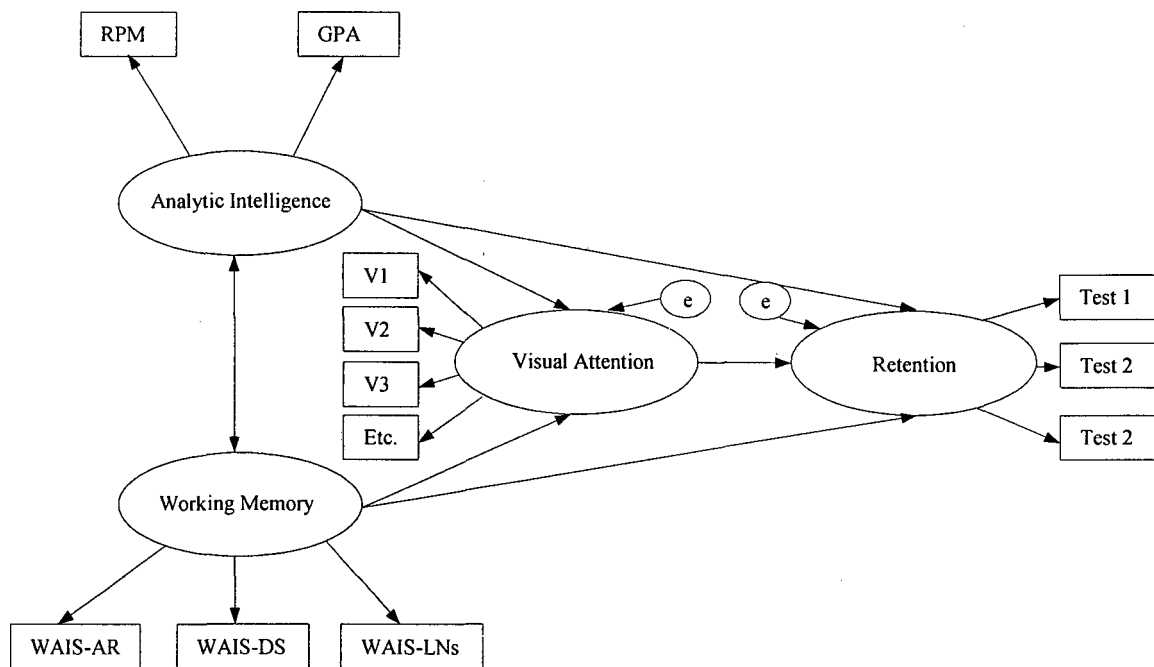 RPM
GPA
Analytic Intelligence
V1
V2
V3
Etc.
e
e
Visual Attention
Retention
Test 1
Test 2
Test 2
Working Memory
WAIS-AR
WAIS-DS
WAIS-LNs